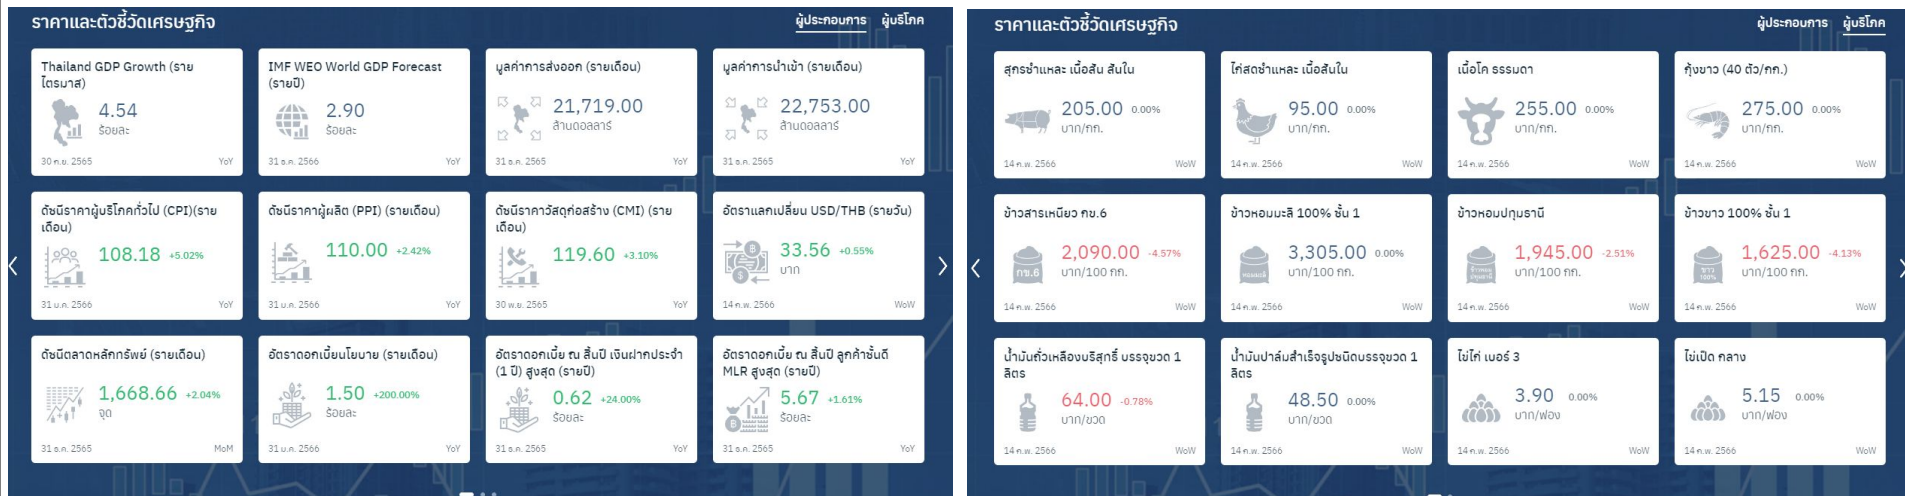 ราคาและตัวชี้วัดเศรษฐกิจ
ผู้ประกอบการ ผู้บริโภค
Thailand GDP Growth (ราย
ไตรมาส)
4.54
ร้อยละ
30 ก.ย. 2565 YoY
IMF WEO World GDP Forecast
(รายปี)
2.90
ร้อยละ
31 ธ.ค. 2566 YoY
มูลค่าการส่งออก (รายเดือน)
21,719.00
ล้านดอลลาร์
31 ธ.ค. 2565 YoY
มูลค่าการนำเข้า (รายเดือน)
22,753.00
ล้านดอลลาร์
31 ธ.ค. 2565 YoY
ดัชนีราคาผู้บริโภคทั่วไป (CPI)(ราย
เดือน)
108.18 +5.02%
31 ม.ค. 2566 YoY
ดัชนีราคาผู้ผลิต (PPI) (รายเดือน)
110.00 +2.42%
31 ม.ค. 2566 YoY
ดัชนีราคาวัสดุก่อสร้าง (CMI) (ราย
เดือน)
119.60 +3.10%
30 พ.ย. 2565 YoY
อัตราแลกเปลี่ยน USD/THB (รายวัน)
33.56 +0.55%
บาท
14 ก.พ. 2566 WoW
ดัชนีตลาดหลักทรัพย์ (รายเดือน)
1,668.66 +2.04%
จุด
31 ธ.ค. 2565 MoM
อัตราดอกเบี้ยนโยบาย (รายเดือน)
1.50 +200.00%
ร้อยละ
31 ม.ค. 2566 YoY
อัตราดอกเบี้ย ณ สิ้นปี เงินฝากประจำ
(1 ปี) สูงสุด (รายปี)
0.62 +24.00%
ร้อยละ
31 ธ.ค. 2565 YoY
อัตราดอกเบี้ย ณ สิ้นปี ลูกค้าชั้นดี
MLR สูงสุด (รายปี)
5.67 +1.61%
ร้อยละ
31 ธ.ค. 2565 YoY
ราคาและตัวชี้วัดเศรษฐกิจ
ผู้ประกอบการ ผู้บริโภค
สุกรชำแหละ เนื้อสัน สันใน
205.00 0.00%
บาท/กก.
14 ก.พ. 2566 WoW
ไก่สดชำแหละ เนื้อสันใน
95.00 0.00%
บาท/กก.
14 ก.พ. 2566 WoW
เนื้อโค ธรรมดา
255.00 0.00%
บาท/กก.
14 ก.พ. 2566 WoW
กุ้งขาว (40 ตัว/กก.)
275.00 0.00%
บาท/กก.
14 ก.พ. 2566 WoW
ข้าวสารเหนียว กข.6
กข.6
2,090.00 -4.57%
บาท/100 กก.
14 ก.พ. 2566 WoW
ข้าวหอมมะลิ 100% ชั้น 1
หอมมะลิ
3,305.00 0.00%
บาท/100 กก.
14 ก.พ. 2566 WoW
ข้าวหอมปทุมธานี
ข้าวหอม
ปทุมธานี
1,945.00 -2.51%
บาท/100 กก.
14 ก.พ. 2566 WoW
ข้าวขาว 100% ชั้น 1
ขาว
100%
1,625.00 -4.13%
บาท/100 กก.
14 ก.พ. 2566 WoW
น้ำมันถั่วเหลืองบริสุทธิ์ บรรจุขวด 1
ลิตร
64.00 -0.78%
บาท/ขวด
14 ก.พ. 2566 WoW
น้ำมันปาล์มสำเร็จรูปชนิดบรรจุขวด 1
ลิตร
48.50 0.00%
บาท/ขวด
14 ก.พ. 2566 WoW
ไข่ไก่ เบอร์ 3
3.90 0.00%
บาท/ฟอง
14 ก.พ. 2566 WoW
ไข่เป็ด กลาง
5.15 0.00%
บาท/ฟอง
14 ก.พ. 2566 WoW